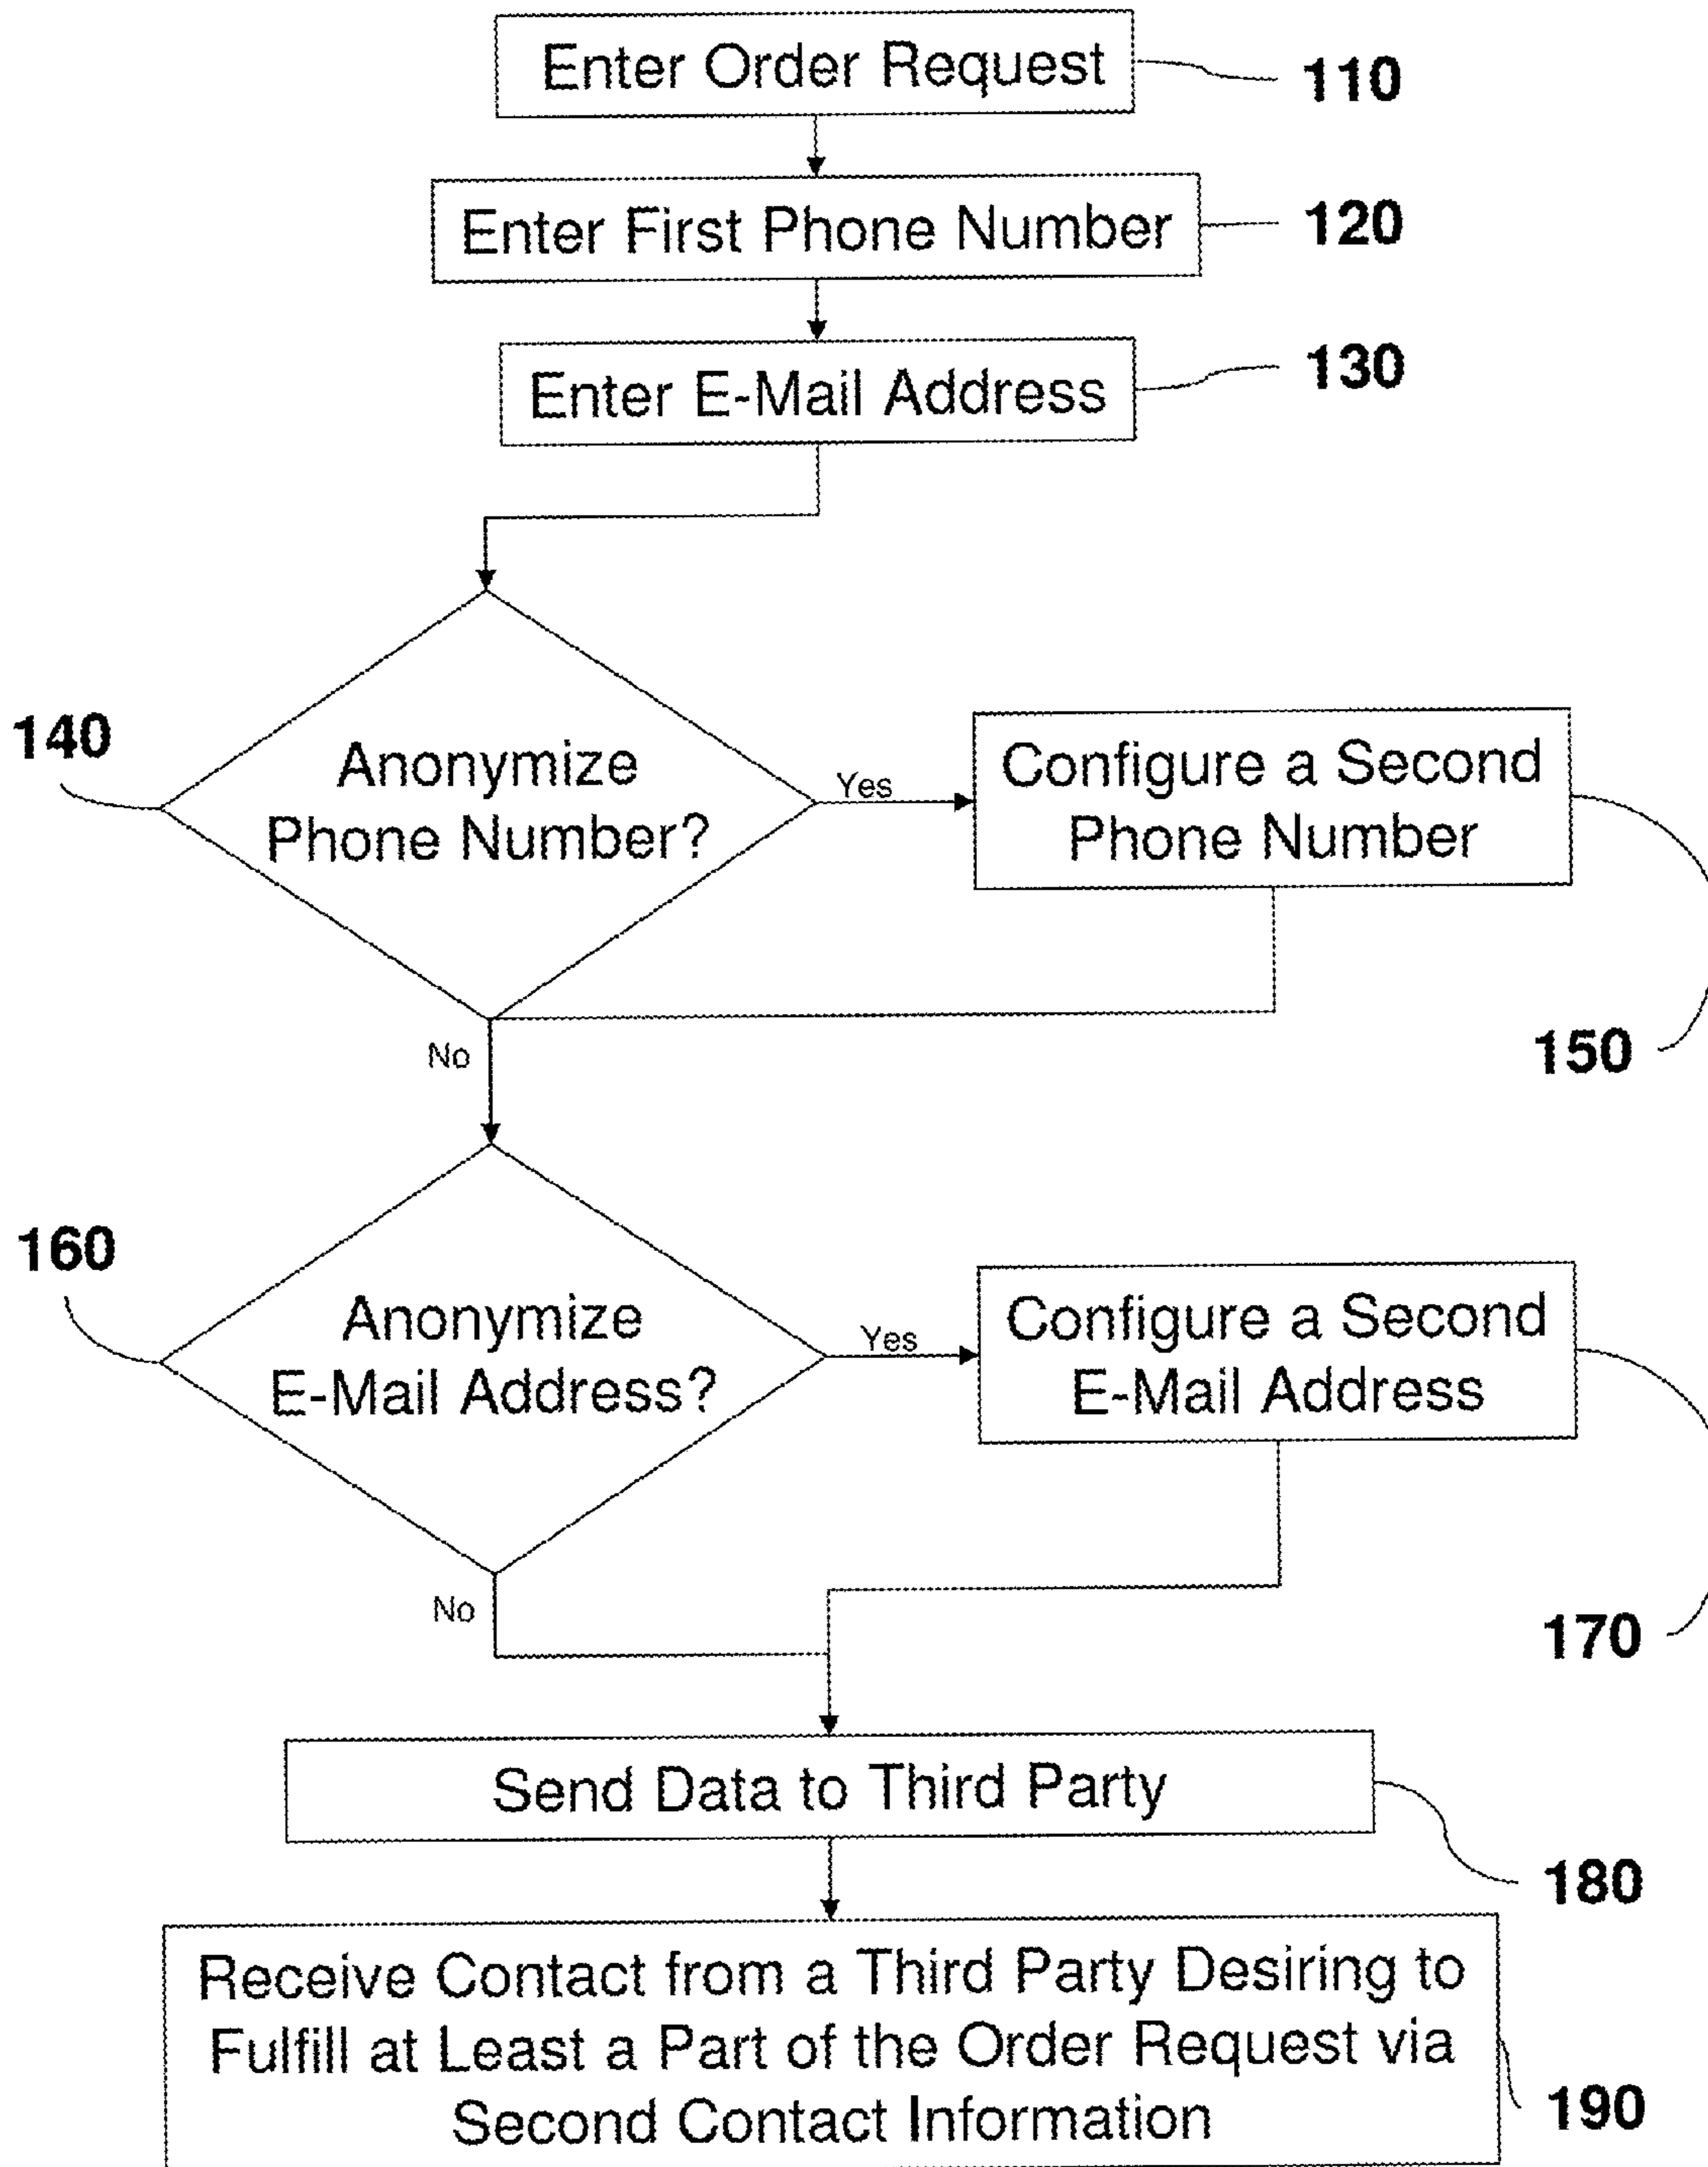 Enter Order Request
110
Enter First Phone Number
120
Enter E-Mail Address
130
140
Anonymize
Phone Number?
Yes
Configure a Second
Phone Number
150
No
160
Anonymize
E-Mail Address?
Yes
Configure a Second
E-Mail Address
170
No
Send Data to Third Party
180
Receive Contact from a Third Party Desiring to
Fulfill at Least a Part of the Order Request via
Second Contact Information
190